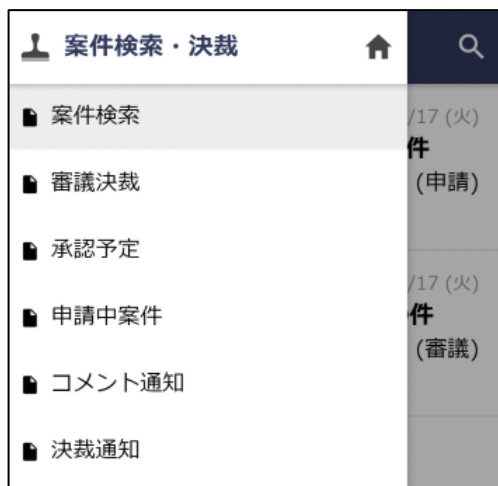 案件検索・決裁
案件検索
/17 (火)
件
審議決裁
(申請)
承認予定
/17 (火)
件
申請中案件
(審議)
コメント通知
決裁通知